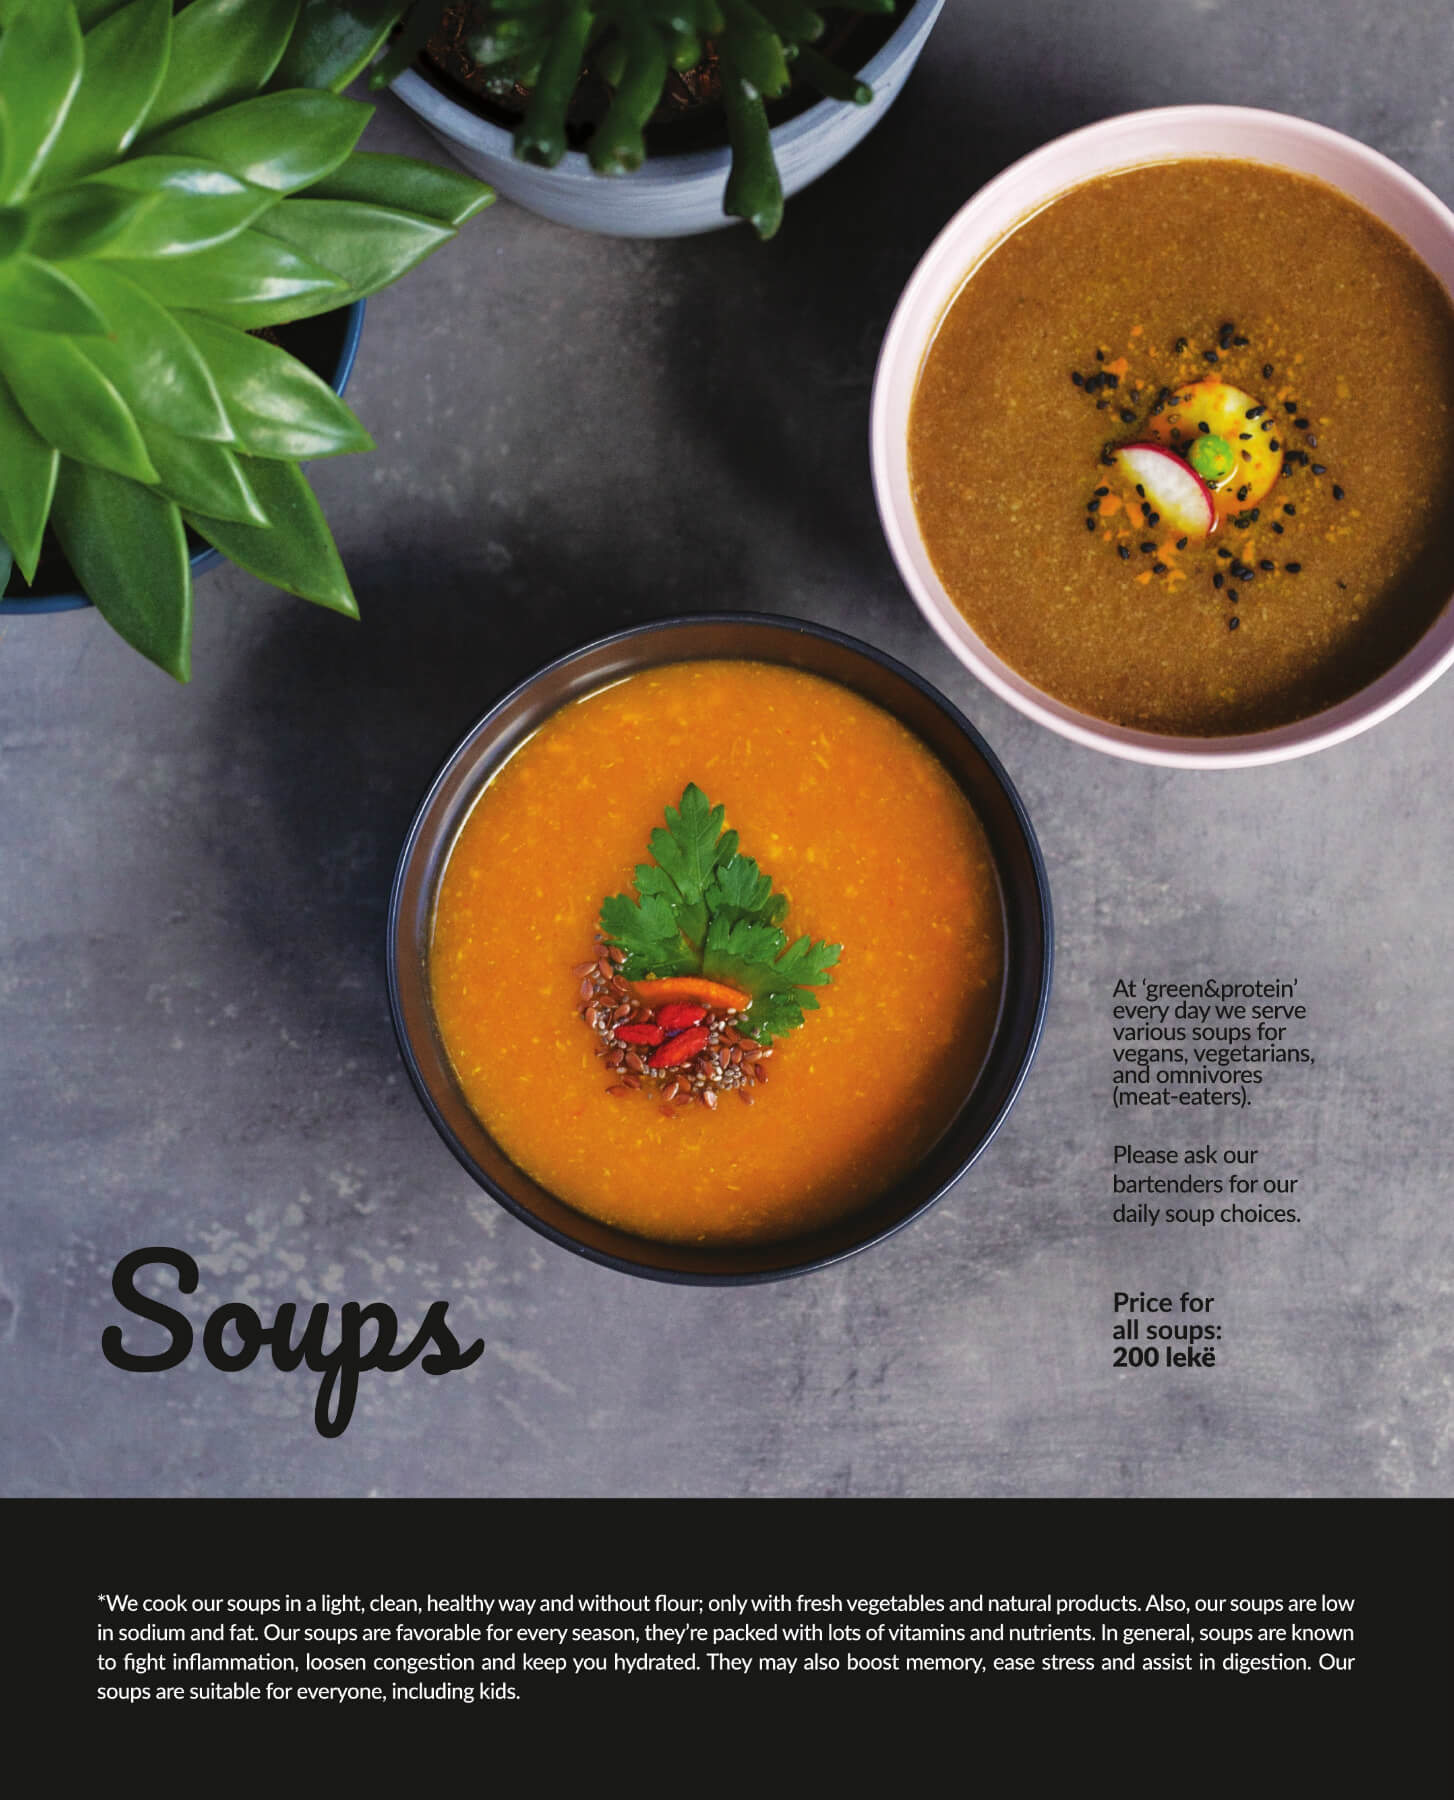 At ‘green&protein’
every day we serve
various soups for
vegans, vegetarians,
and omnivores
(meat-eaters).
Please ask our
bartenders for our
daily soup choices.
Soups
Price for
all soups:
200 lekë
*We cook our soups in a light, clean, healthy way and without flour; only with fresh vegetables and natural products. Also, our soups are low
in sodium and fat. Our soups are favorable for every season, they’re packed with lots of vitamins and nutrients. In general, soups are known
to fight inflammation, loosen congestion and keep you hydrated. They may also boost memory, ease stress and assist in digestion. Our
soups are suitable for everyone, including kids.